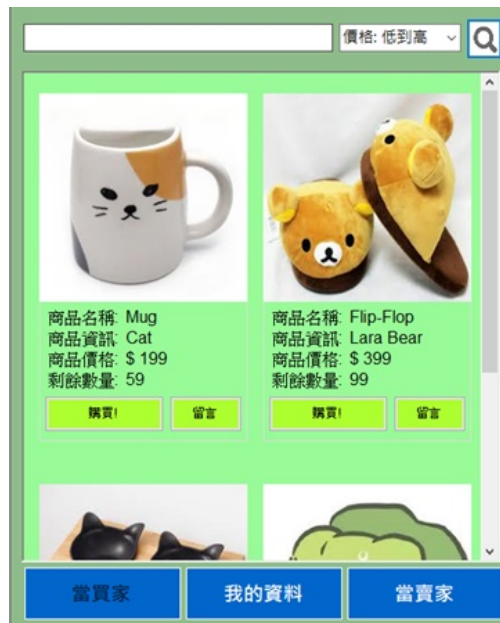 價格: 低到高
商品名稱: Mug
商品資訊: Cat
商品價格: $ 199
剩餘數量: 59
購買!
留言
商品名稱: Flip-Flop
商品資訊: Lara Bear
商品價格: $ 399
剩餘數量: 99
購買!
留言
當買家
我的資料
當賣家